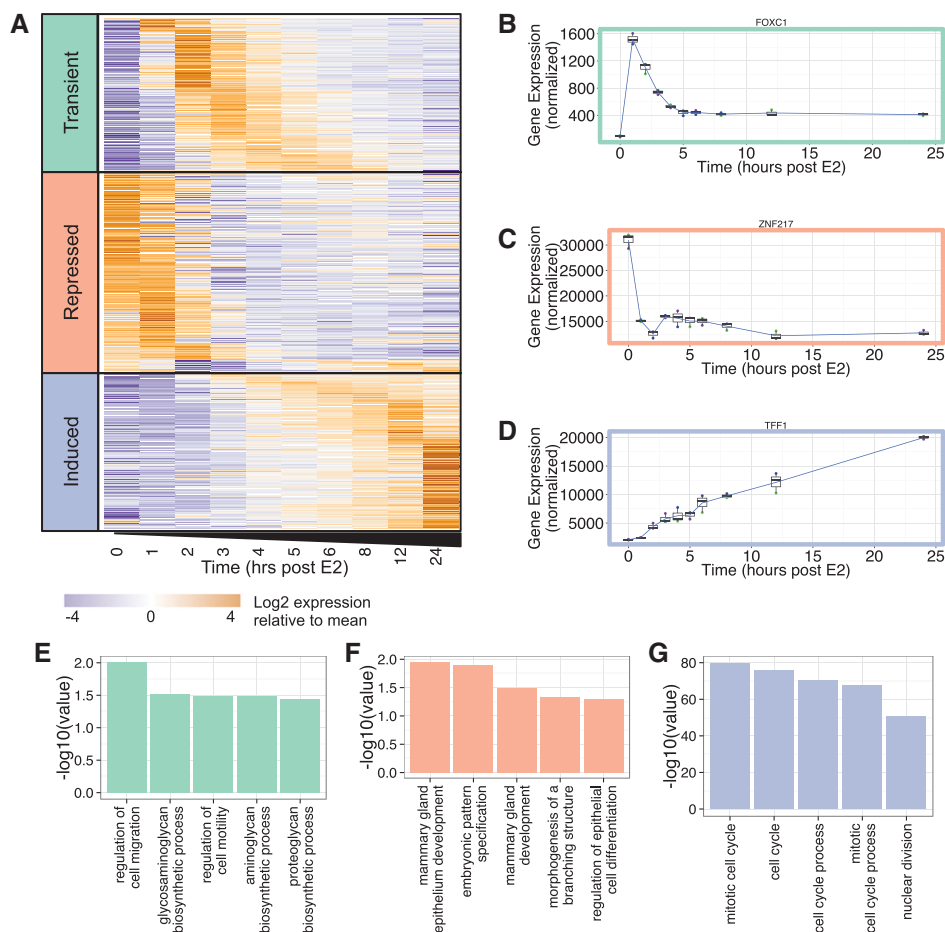 A
Transient
Repressed
Induced
0
1
2
3
4
5
6
8
12
24
Time (hrs post E2)
-4
0
4
Log2 expression
relative to mean
B
FOXC1
Gene Expression
(normalized)
1600
1200
800
400
0
5
10
15
20
25
Time (hours post E2)
C
ZNF217
Gene Expression
(normalized)
30000
25000
20000
15000
0
5
10
15
20
25
Time (hours post E2)
D
TFF1
Gene Expression
(normalized)
20000
15000
10000
5000
0
5
10
15
20
25
Time (hours post E2)
E
-log10(value)
2.0
1.5
1.0
0.5
0.0
regulation of
cell migration
glycosaminoglycan
biosynthetic process
regulation of
cell motility
aminoglycan
biosynthetic process
proteoglycan
biosynthetic process
F
-log10(value)
2.0
1.5
1.0
0.5
0.0
mammary gland
epithelium development
embryonic pattern
specification
mammary gland
development
morphogenesis of a
branching structure
regulation of epithelial
cell differentiation
G
-log10(value)
80
60
40
20
0
mitotic cell cycle
cell cycle
cell cycle process
mitotic
cell cycle process
nuclear division